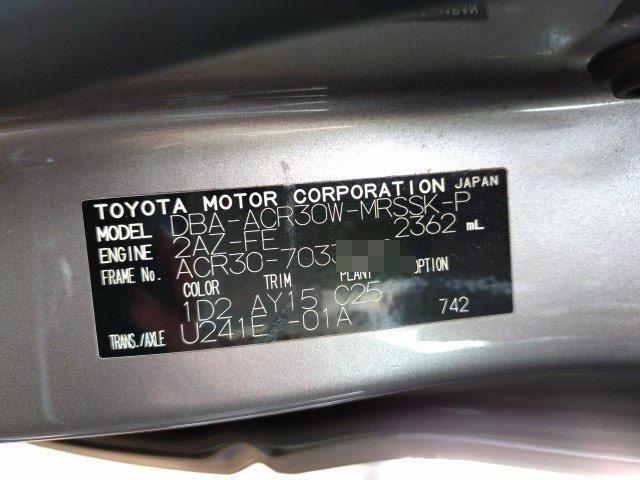 TOYOTA MOTOR CORPORATION JAPAN
MODEL DBA-ACR30W-MRSSK-P
ENGINE 2AZ-FE 2362 mL
FRAME No. ACR30-703
COLOR TRIM PLANT OPTION
1D2 AY15 C25
TRANS./AXLE U241E -01A 742